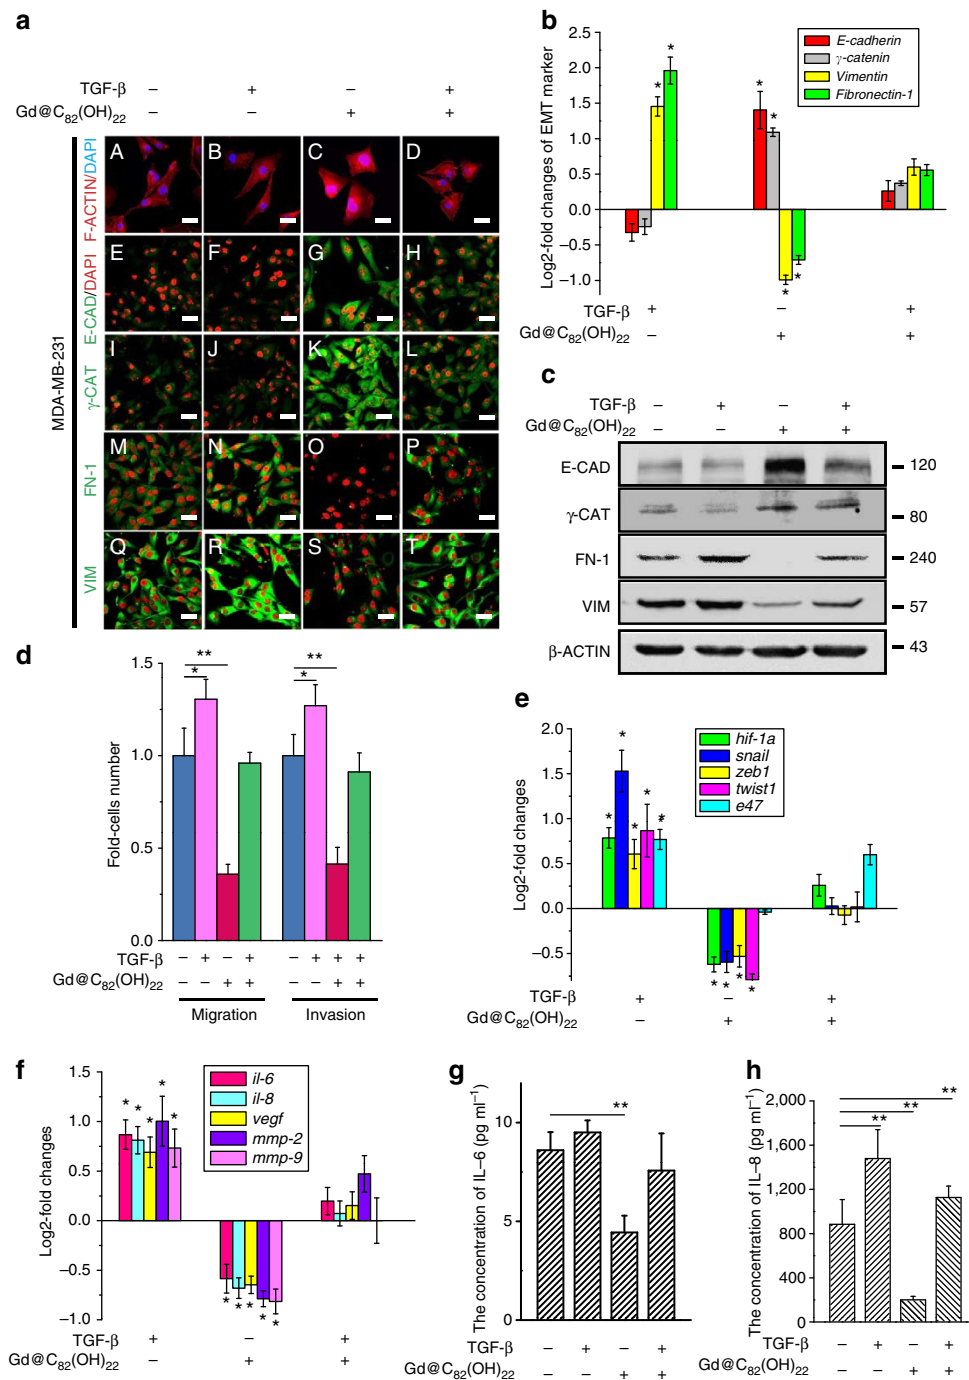 a
TGF-β – + – +
Gd@C82(OH)22 – – + +
MDA-MB-231
F-ACTIN/DAPI
A B C D
E-CAD/DAPI
E F G H
γ-CAT
I J K L
FN-1
M N O P
VIM
Q R S T
b
Log2-fold changes of EMT marker
2.5
2.0
1.5
1.0
0.5
0.0
–0.5
–1.0
E-cadherin
γ-catenin
Vimentin
Fibronectin-1
* * * * * *
TGF-β + – +
Gd@C82(OH)22 – + +
c
TGF-β – + – +
Gd@C82(OH)22 – – + +
E-CAD 120
γ-CAT 80
FN-1 240
VIM 57
β-ACTIN 43
d
Fold-cells number
1.5
1.0
0.5
0.0
** *
** *
TGF-β – + – + – + + +
Gd@C82(OH)22 – – + + – – + +
Migration Invasion
e
Log2-fold changes
2.0
1.5
1.0
0.5
0.0
–0.5
hif-1a
snail
zeb1
twist1
e47
* * * * *
* * * *
TGF-β + – +
Gd@C82(OH)22 – + +
f
Log2-fold changes
1.5
1.0
0.5
0.0
–0.5
–1.0
il-6
il-8
vegf
mmp-2
mmp-9
* * * * *
* * * * *
TGF-β + – +
Gd@C82(OH)22 – + +
g
The concentration of IL–6 (pg ml–1)
10
5
0
**
TGF-β – + – +
Gd@C82(OH)22 – – + +
h
The concentration of IL–8 (pg ml–1)
2,000
1,600
1,200
800
400
0
** ** **
TGF-β – + – +
Gd@C82(OH)22 – – + +